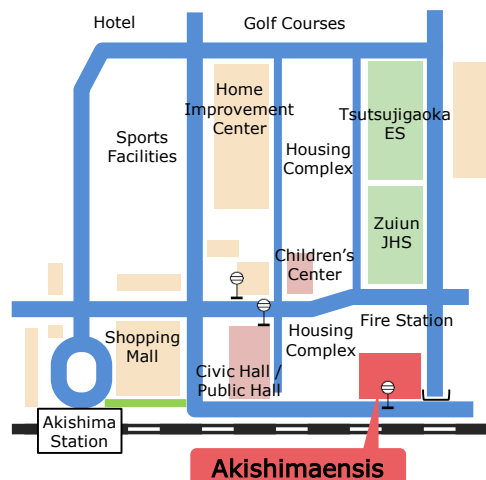 Hotel
Golf Courses
Home
Improvement
Center
Tsutsujigaoka
ES
Sports
Facilities
Housing
Complex
Zuiun
JHS
Children's
Center
Shopping
Mall
Housing
Complex
Fire Station
Civic Hall /
Public Hall
Akishima
Station
Akishimaensis